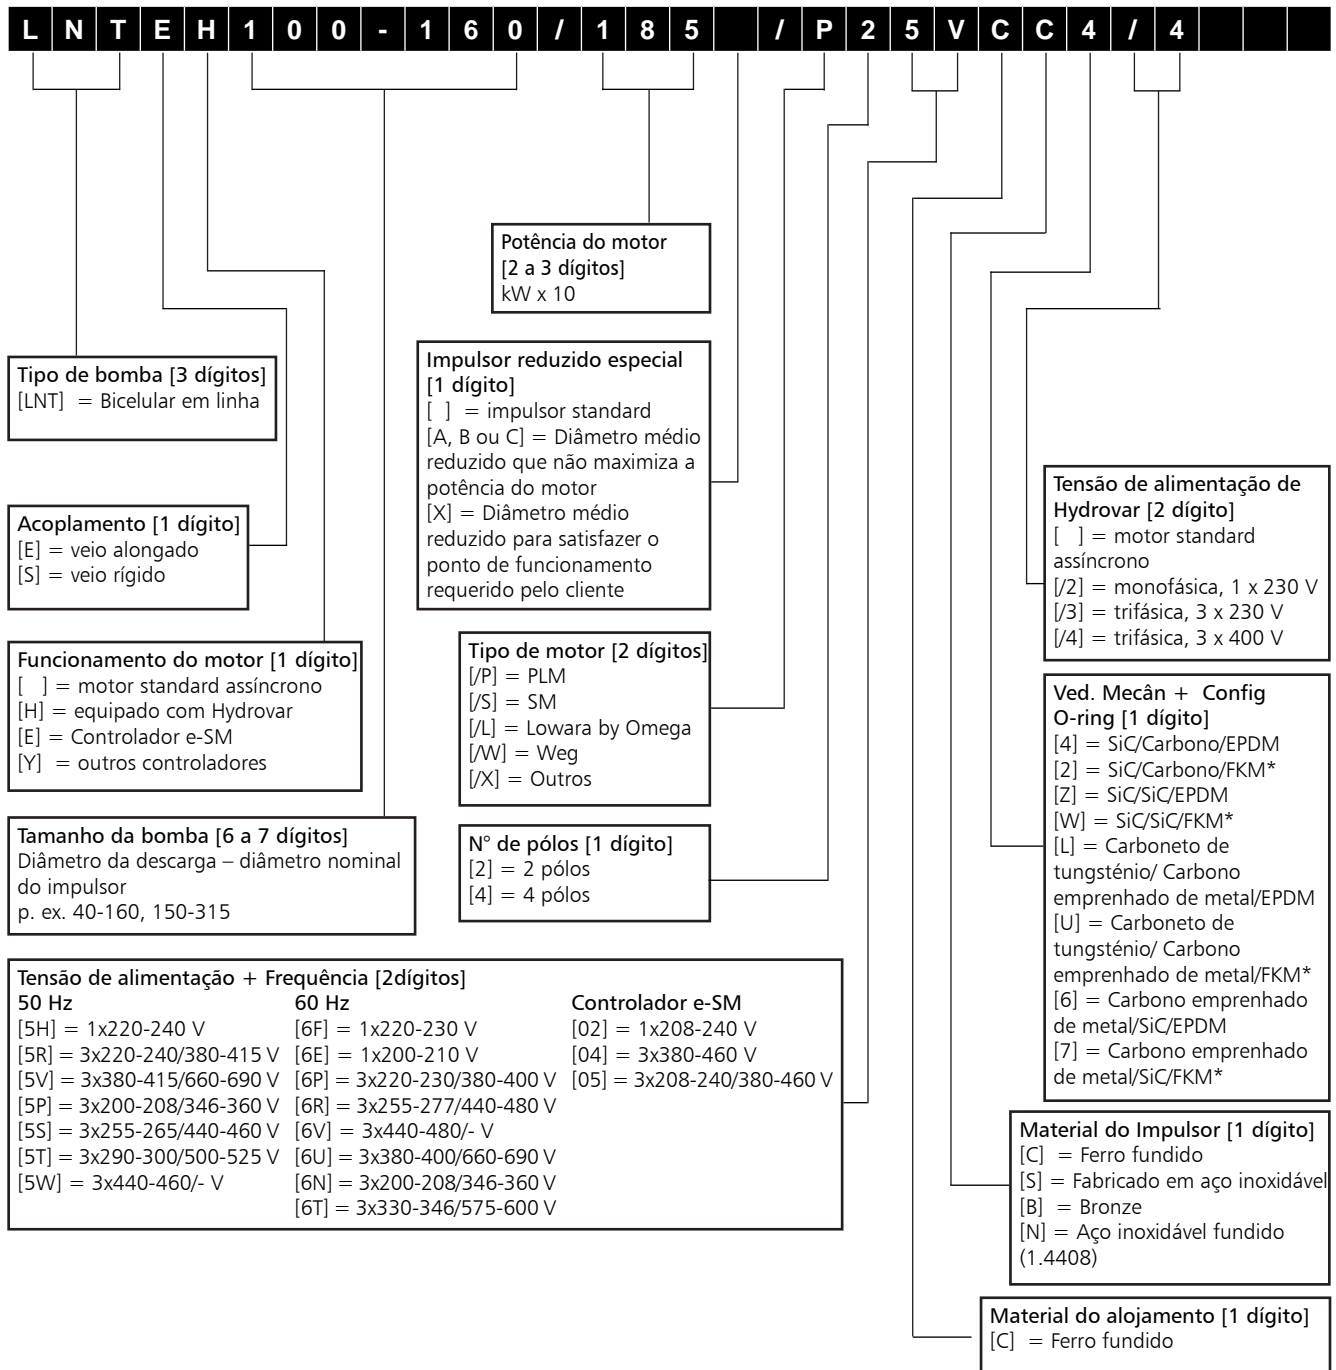 LNTEH100-160/185 /P25VCC4/4
Potência do motor
[2 a 3 dígitos]
kW x 10
Impulsor reduzido especial
[1 dígito]
[ ] = impulsor standard
[A, B ou C] = Diâmetro médio
reduzido que não maximiza a
potência do motor
[X] = Diâmetro médio
reduzido para satisfazer o
ponto de funcionamento
requerido pelo cliente
Tipo de bomba [3 dígitos]
[LNT] = Bicelular em linha
Acoplamento [1 dígito]
[E] = veio alongado
[S] = veio rígido
Funcionamento do motor [1 dígito]
[ ] = motor standard assíncrono
[H] = equipado com Hydrovar
[E] = Controlador e-SM
[Y] = outros controladores
Tamanho da bomba [6 a 7 dígitos]
Diâmetro da descarga – diâmetro nominal
do impulsor
p. ex. 40-160, 150-315
Tipo de motor [2 dígitos]
[/P] = PLM
[/S] = SM
[/L] = Lowara by Omega
[/W] = Weg
[/X] = Outros
N° de pólos [1 dígito]
[2] = 2 pólos
[4] = 4 pólos
Tensão de alimentação + Frequência [2dígitos]
50 Hz
[5H] = 1x220-240 V
[5R] = 3x220-240/380-415 V
[5V] = 3x380-415/660-690 V
[5P] = 3x200-208/346-360 V
[5S] = 3x255-265/440-460 V
[5T] = 3x290-300/500-525 V
[5W] = 3x440-460/- V
60 Hz
[6F] = 1x220-230 V
[6E] = 1x200-210 V
[6P] = 3x220-230/380-400 V
[6R] = 3x255-277/440-480 V
[6V] = 3x440-480/- V
[6U] = 3x380-400/660-690 V
[6N] = 3x200-208/346-360 V
[6T] = 3x330-346/575-600 V
Controlador e-SM
[02] = 1x208-240 V
[04] = 3x380-460 V
[05] = 3x208-240/380-460 V
Tensão de alimentação de
Hydrovar [2 dígito]
[ ] = motor standard
assíncrono
[/2] = monofásica, 1 x 230 V
[/3] = trifásica, 3 x 230 V
[/4] = trifásica, 3 x 400 V
Ved. Mecân + Config
O-ring [1 dígito]
[4] = SiC/Carbono/EPDM
[2] = SiC/Carbono/FKM*
[Z] = SiC/SiC/EPDM
[W] = SiC/SiC/FKM*
[L] = Carboneto de
tungsténio/ Carbono
emprenhado de metal/EPDM
[U] = Carboneto de
tungsténio/ Carbono
emprenhado de metal/FKM*
[6] = Carbono emprenhado
de metal/SiC/EPDM
[7] = Carbono emprenhado
de metal/SiC/FKM*
Material do Impulsor [1 dígito]
[C] = Ferro fundido
[S] = Fabricado em aço inoxidável
[B] = Bronze
[N] = Aço inoxidável fundido
(1.4408)
Material do alojamento [1 dígito]
[C] = Ferro fundido